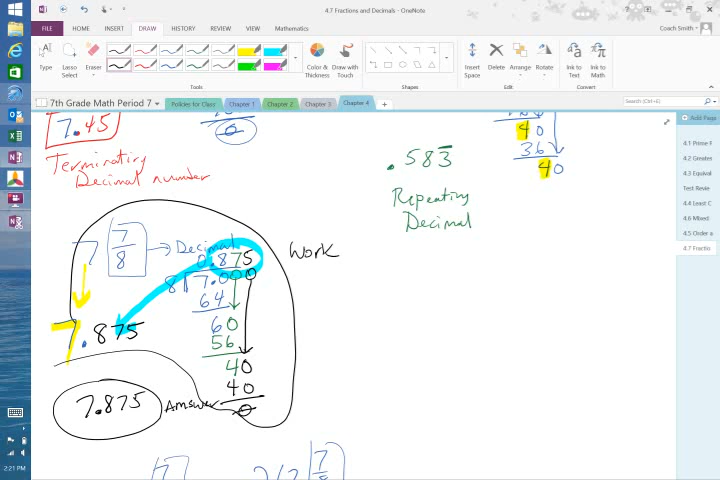 4.7 Fractions and Decimals - OneNote
FILE HOME INSERT DRAW HISTORY REVIEW VIEW Mathematics
Coach Smith
Type Lasso Select Eraser Color & Thickness Draw with Touch Insert Space Delete Arrange Rotate Ink to Text Ink to Math
Tools Shapes Edit Convert
7th Grade Math Period 7 Policies for Class Chapter 1 Chapter 2 Chapter 3 Chapter 4 +
Search (Ctrl+E)
Add Page
4.1 Prime F
4.2 Greates
4.3 Equival
Test Revie
4.4 Least C
4.6 Mixed
4.5 Order a
4.7 Fractio
7.45
Terminating
Decimal number
0
40
36
40
.583̅
Repeating
Decimal
7 7/8 → Decimal
0.875
8 7.000
64
60
56
40
40
0
Work
7.875
7.875 Answer
7
2:21 PM